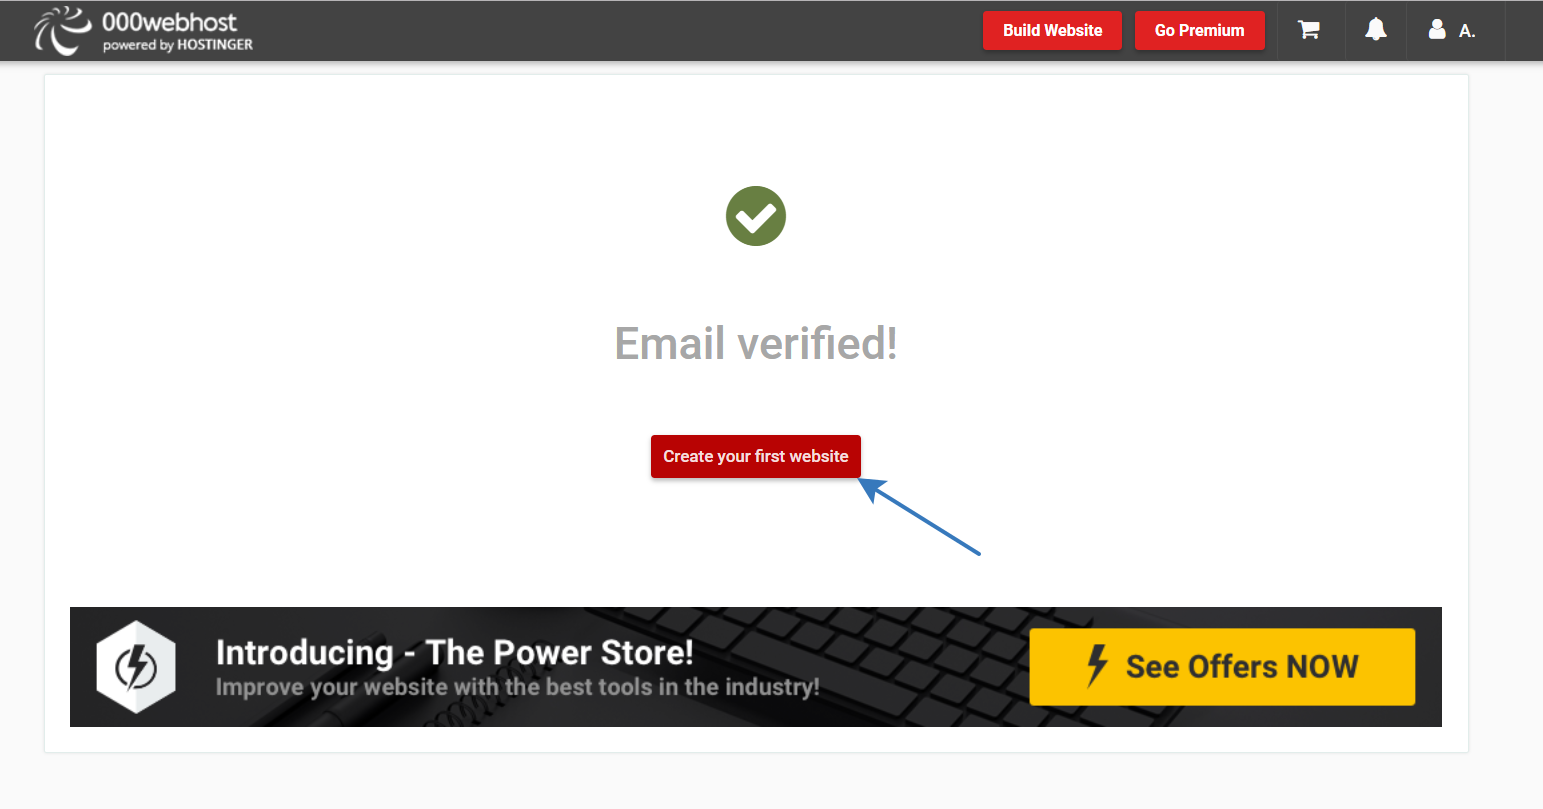 000webhost
powered by HOSTINGER
Build Website
Go Premium
A.
Email verified!
Create your first website
Introducing - The Power Store!
Improve your website with the best tools in the industry!
See Offers NOW